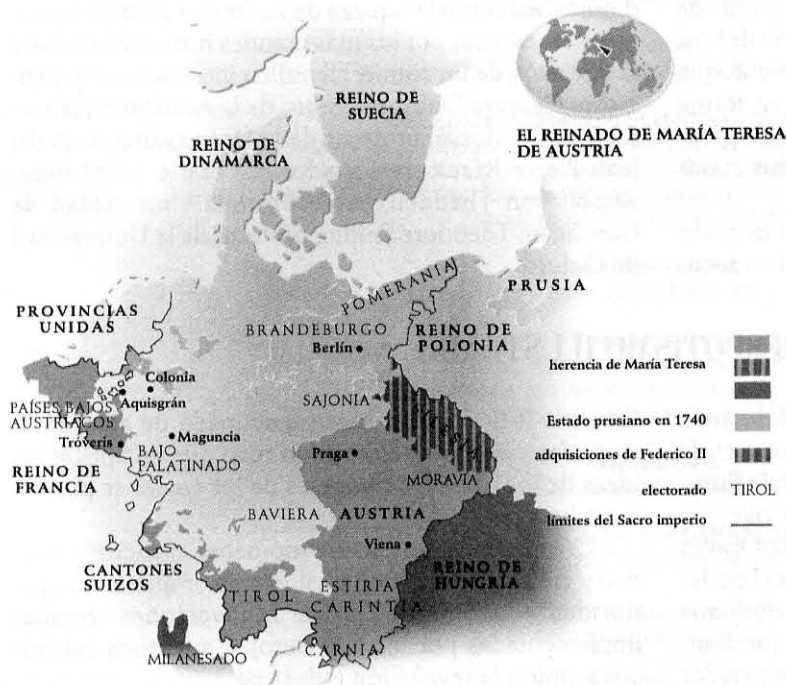 EL REINADO DE MARÍA TERESA
DE AUSTRIA
REINO DE
SUECIA
REINO DE
DINAMARCA
PRUSIA
POMERANIA
PROVINCIAS
UNIDAS
BRANDEBURGO
Berlín
REINO DE
POLONIA
Colonia
Aquisgrán
PAÍSES BAJOS
AUSTRIACOS
SAJONIA
Tróveris
Maguncia
BAJO
PALATINADO
Praga
MORAVIA
REINO DE
FRANCIA
BAVIERA
AUSTRIA
Viena
CANTONES
SUIZOS
REINO DE
HUNGRÍA
TIROL
ESTIRIA
CARINTIA
MILANESADO
CARNIA
herencia de María Teresa
Estado prusiano en 1740
adquisiciones de Federico II
electorado TIROL
límites del Sacro imperio